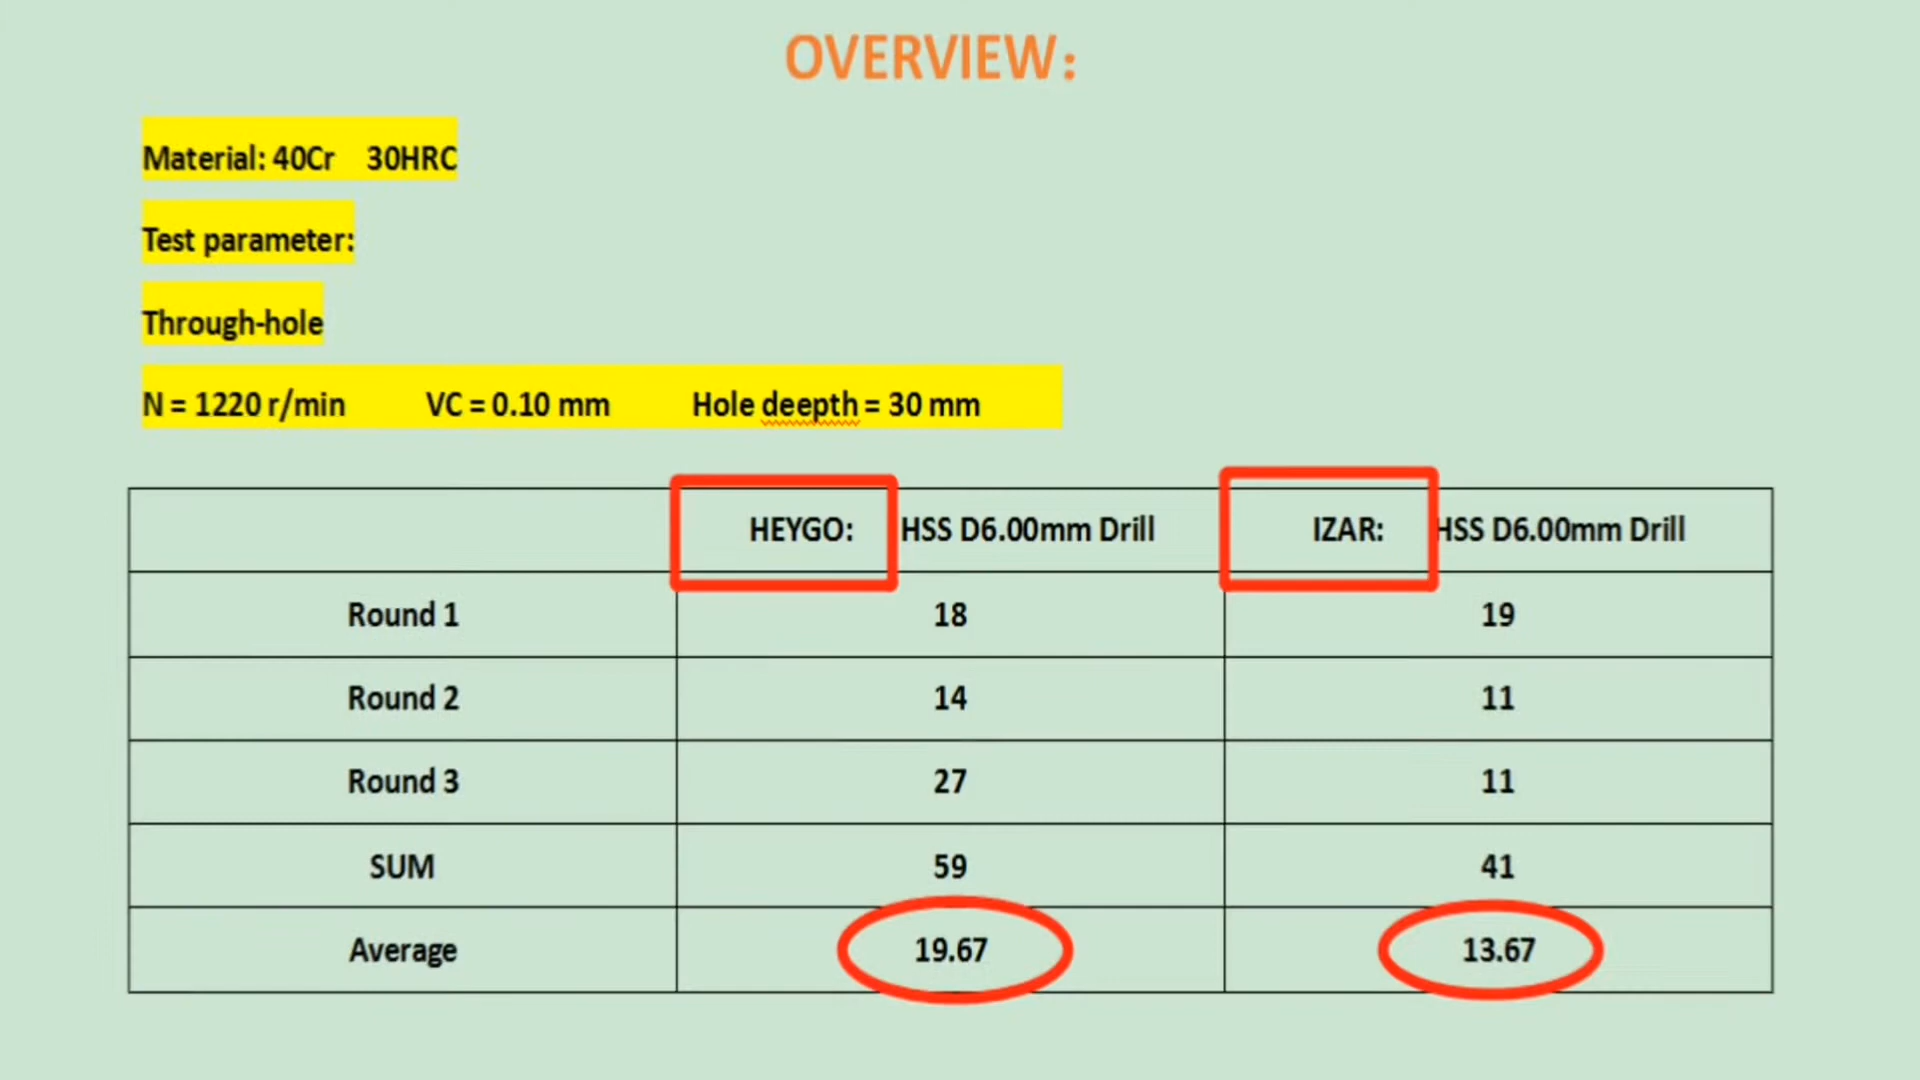 OVERVIEW:
Material: 40Cr 30HRC
Test parameter:
Through-hole
N = 1220 r/min VC = 0.10 mm Hole deepth = 30 mm
HEYGO: HSS D6.00mm Drill IZAR: HSS D6.00mm Drill
Round 1 18 19
Round 2 14 11
Round 3 27 11
SUM 59 41
Average 19.67 13.67